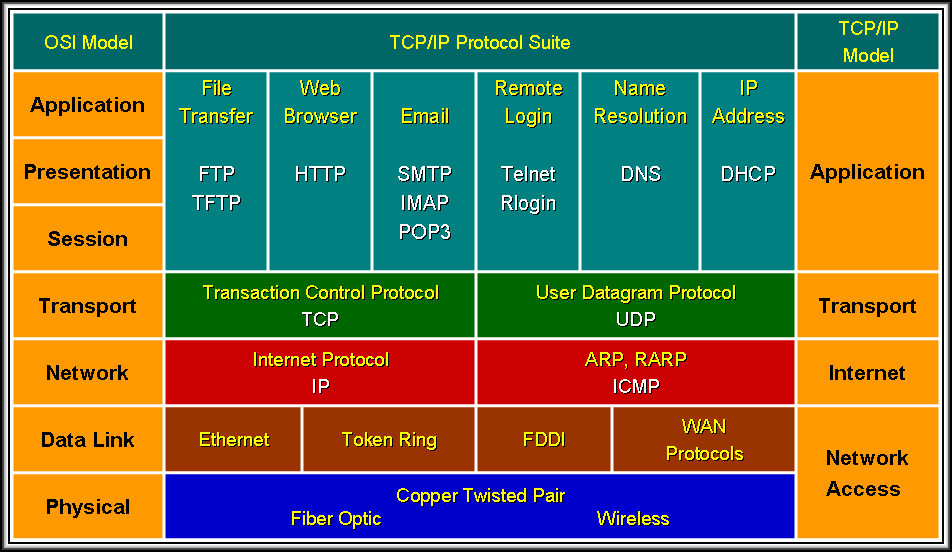 OSI Model
TCP/IP Protocol Suite
TCP/IP
Model
Application
Presentation
Session
File
Transfer
FTP
TFTP
Web
Browser
HTTP
Email
SMTP
IMAP
POP3
Remote
Login
Telnet
Rlogin
Name
Resolution
DNS
IP
Address
DHCP
Application
Transport
Transaction Control Protocol
TCP
User Datagram Protocol
UDP
Transport
Network
Internet Protocol
IP
ARP, RARP
ICMP
Internet
Data Link
Ethernet
Token Ring
FDDI
WAN
Protocols
Network
Access
Physical
Copper Twisted Pair
Fiber Optic
Wireless